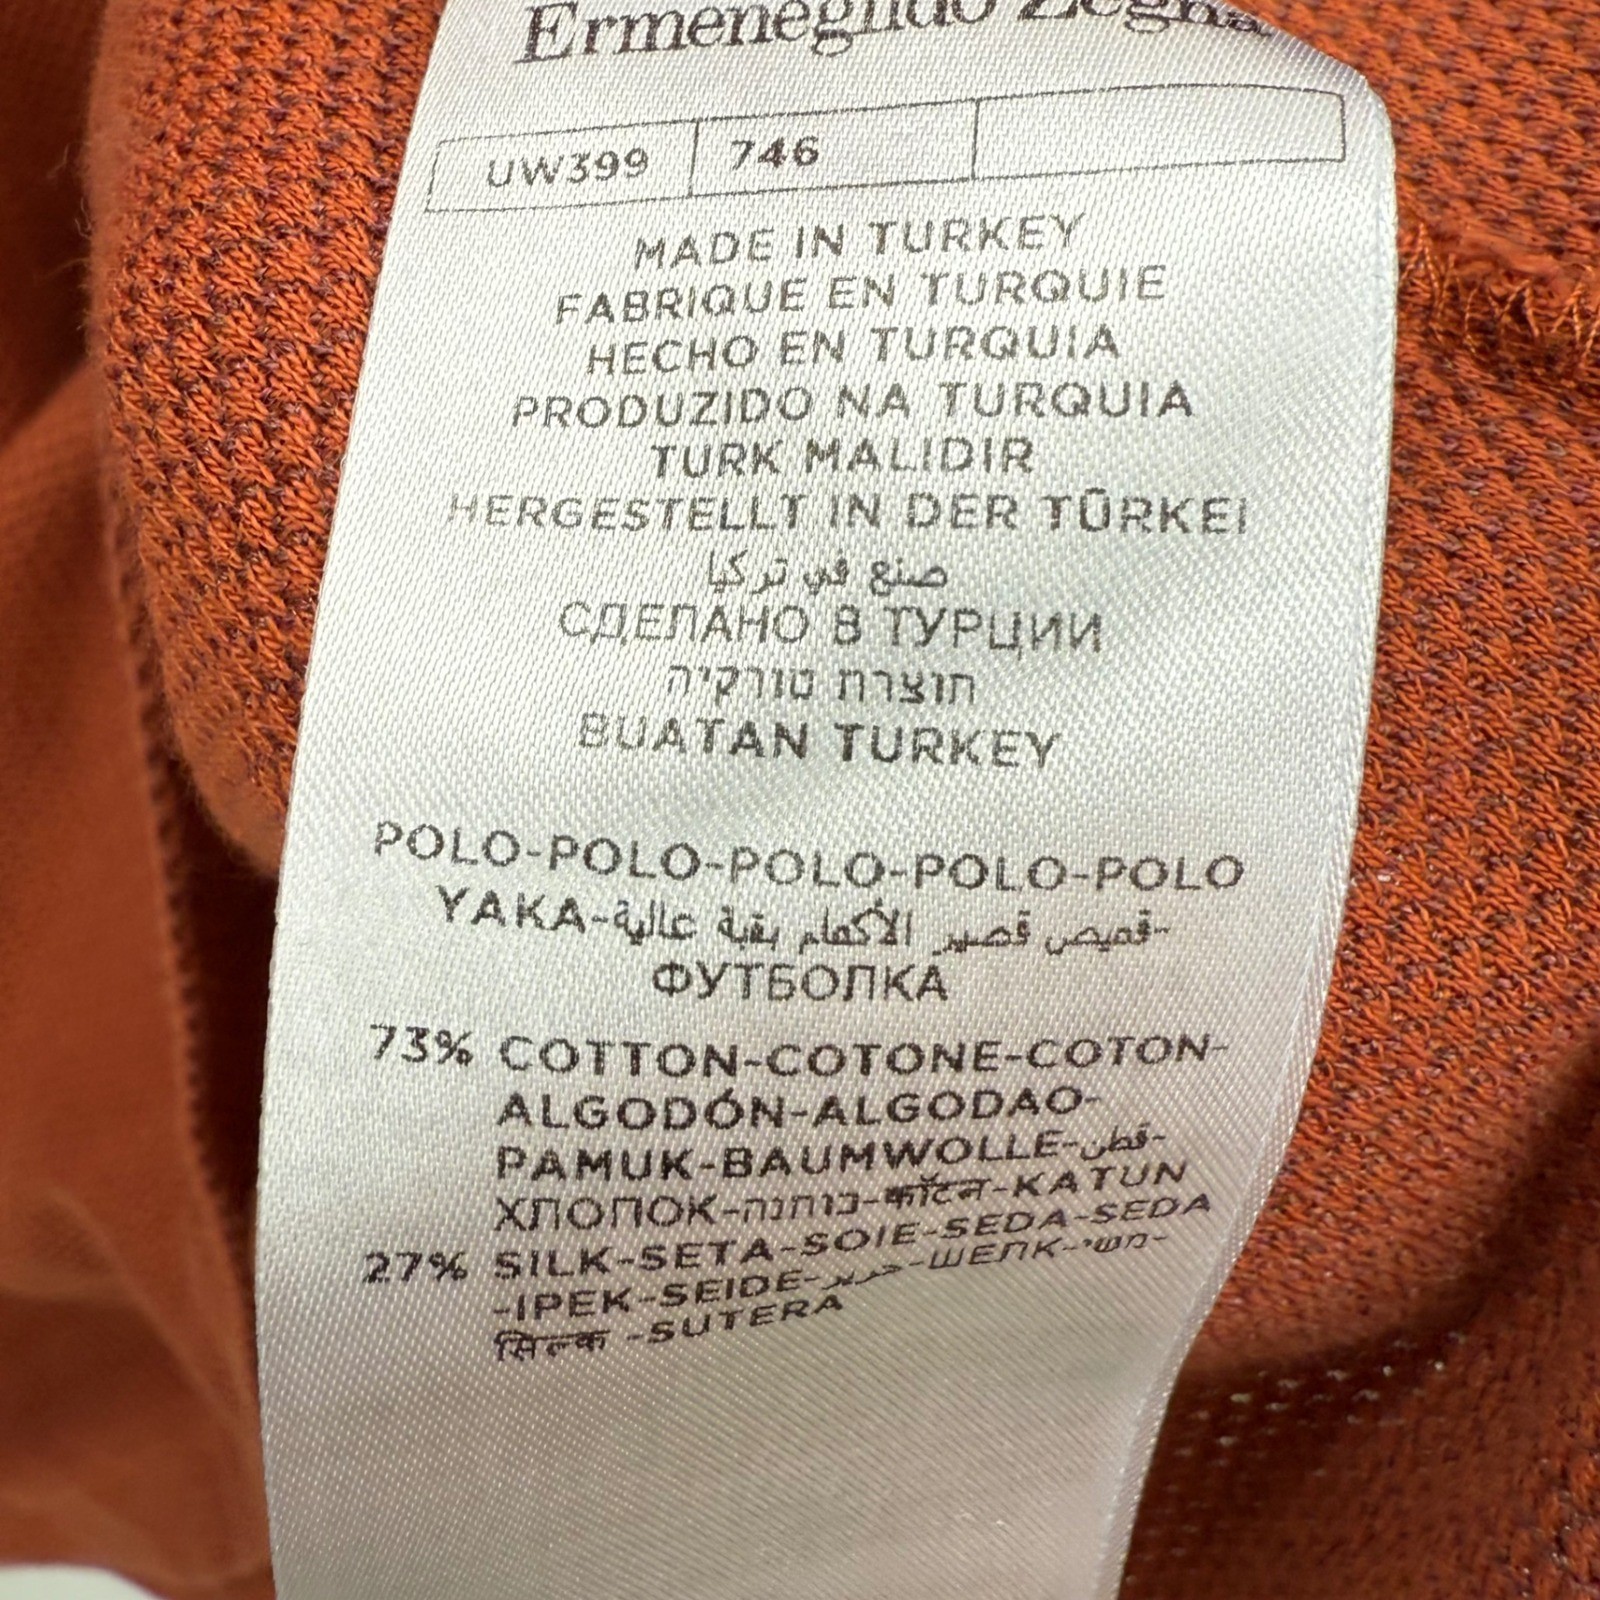 Ermenegildo Zegna
UW399 746
MADE IN TURKEY
FABRIQUE EN TURQUIE
HECHO EN TURQUIA
PRODUZIDO NA TURQUIA
TURK MALIDIR
HERGESTELLT IN DER TÜRKEI
صنع في تركيا
СДЕЛАНО В ТУРЦИИ
תוצרת טורקיה
BUATAN TURKEY
POLO-POLO-POLO-POLO-POLO
YAKA-قميص قصير الأكمام بقبة عالية-
ФУТБОЛКА
73% COTTON-COTONE-COTON-
ALGODÓN-ALGODAO-
PAMUK-BAUMWOLLE-قطن-
ХЛОПОК-כותנה-कॉटन-KATUN
27% SILK-SETA-SOIE-SEDA-SEDA
-IPEK-SEIDE-حرير-ШЕЛК-משי-
सिल्क -SUTERA